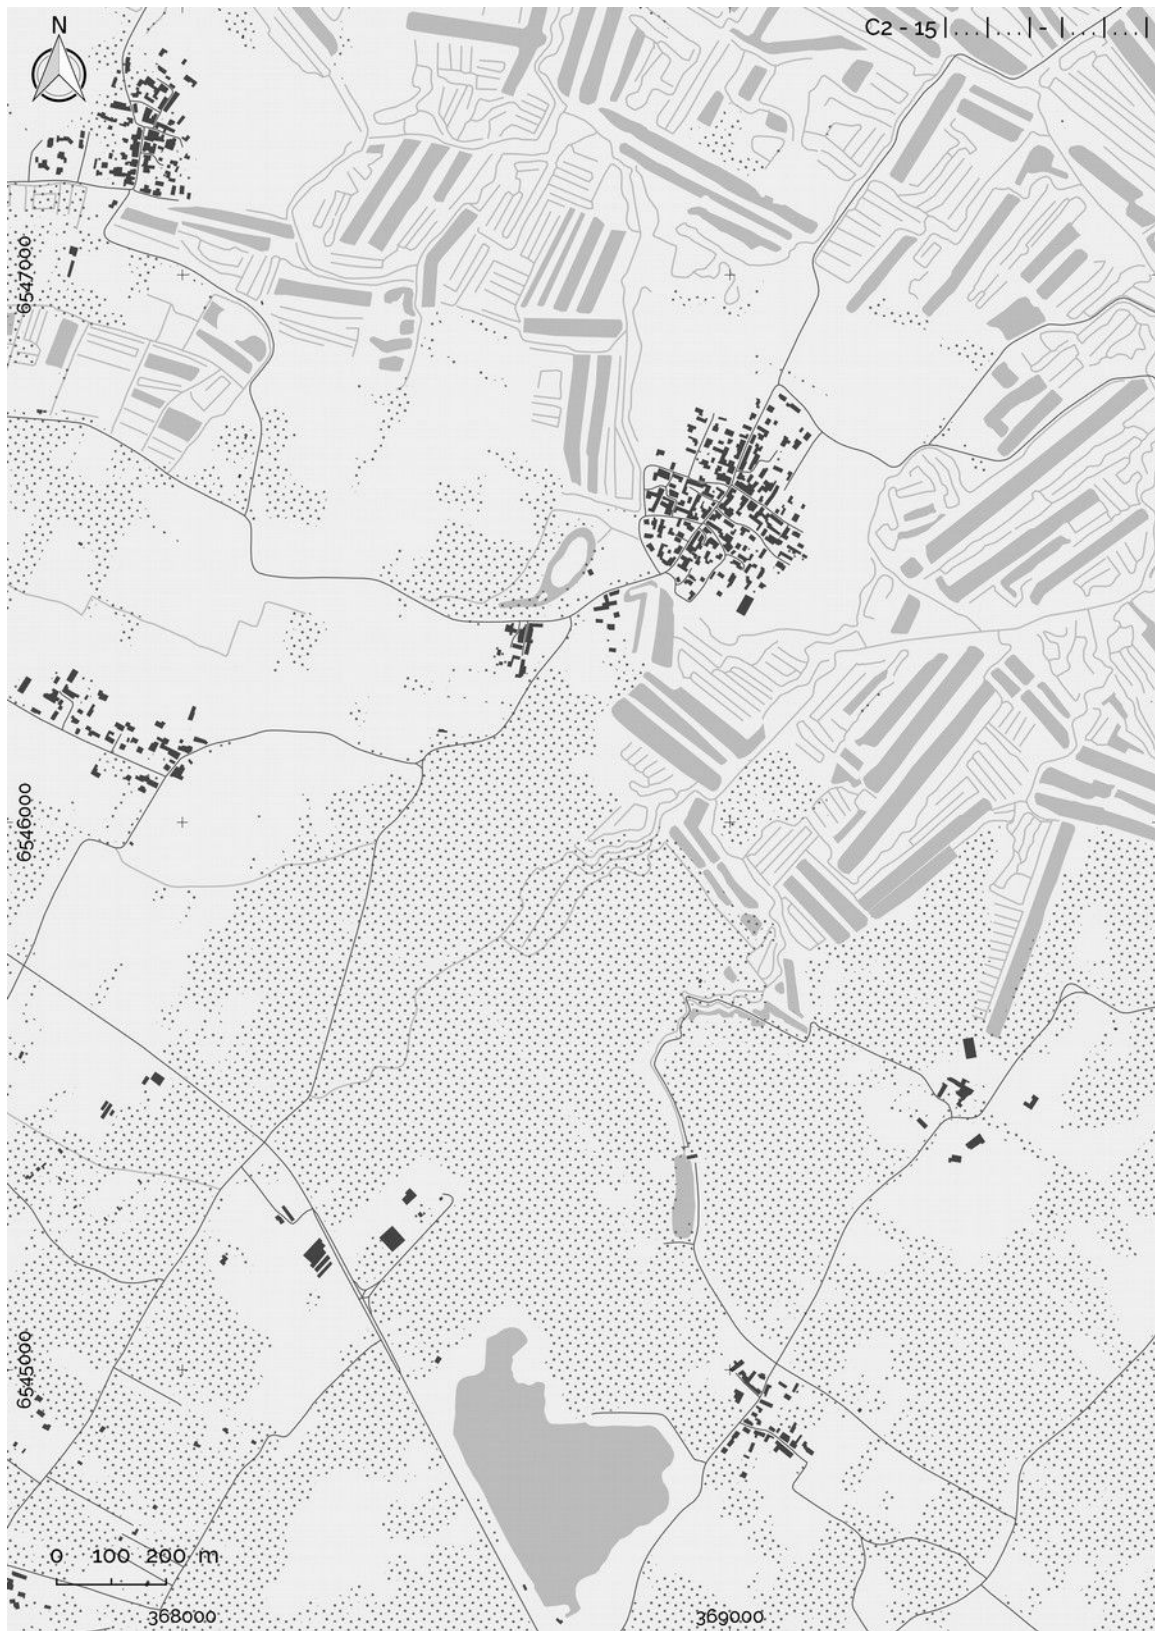 N
C2 - 15 | . . . | . . . | - | . . . | . . . |
6547000
6546000
6545000
0 100 200 m
368000
369000